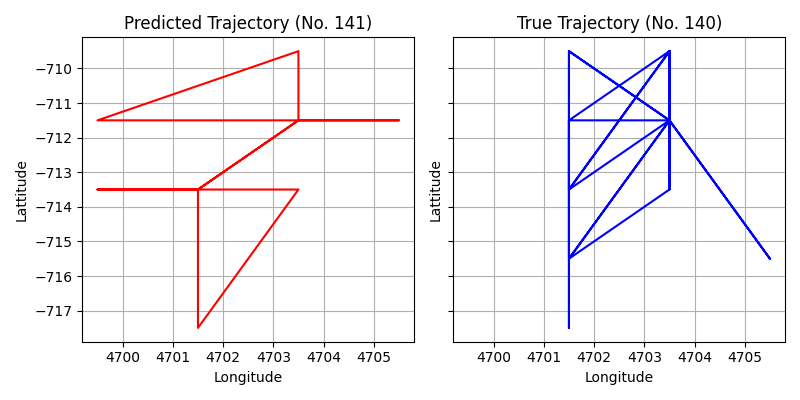 Predicted Trajectory (No. 141)
Lattitude
−710
−711
−712
−713
−714
−715
−716
−717
4700 4701 4702 4703 4704 4705
Longitude
True Trajectory (No. 140)
Lattitude
4700 4701 4702 4703 4704 4705
Longitude